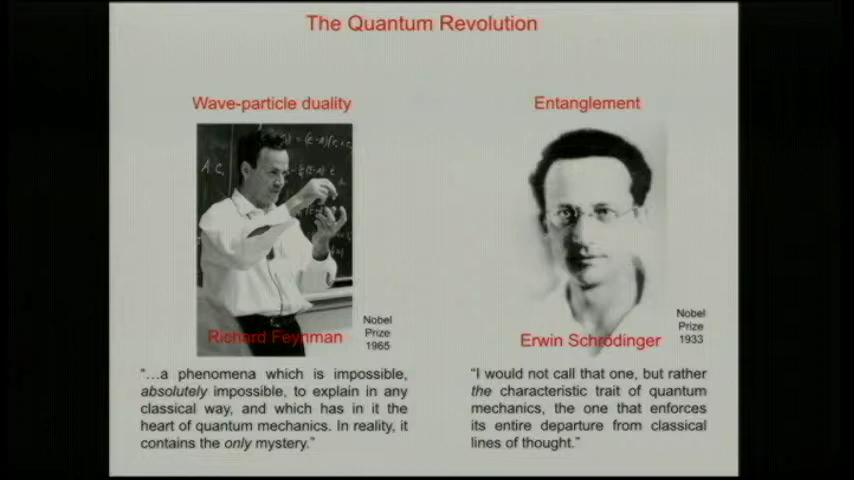 The Quantum Revolution
Wave-particle duality
Richard Feynman
Nobel
Prize
1965
"…a phenomena which is impossible,
absolutely impossible, to explain in any
classical way, and which has in it the
heart of quantum mechanics. In reality, it
contains the only mystery."
Entanglement
Erwin Schrödinger
Nobel
Prize
1933
"I would not call that one, but rather
the characteristic trait of quantum
mechanics, the one that enforces
its entire departure from classical
lines of thought."